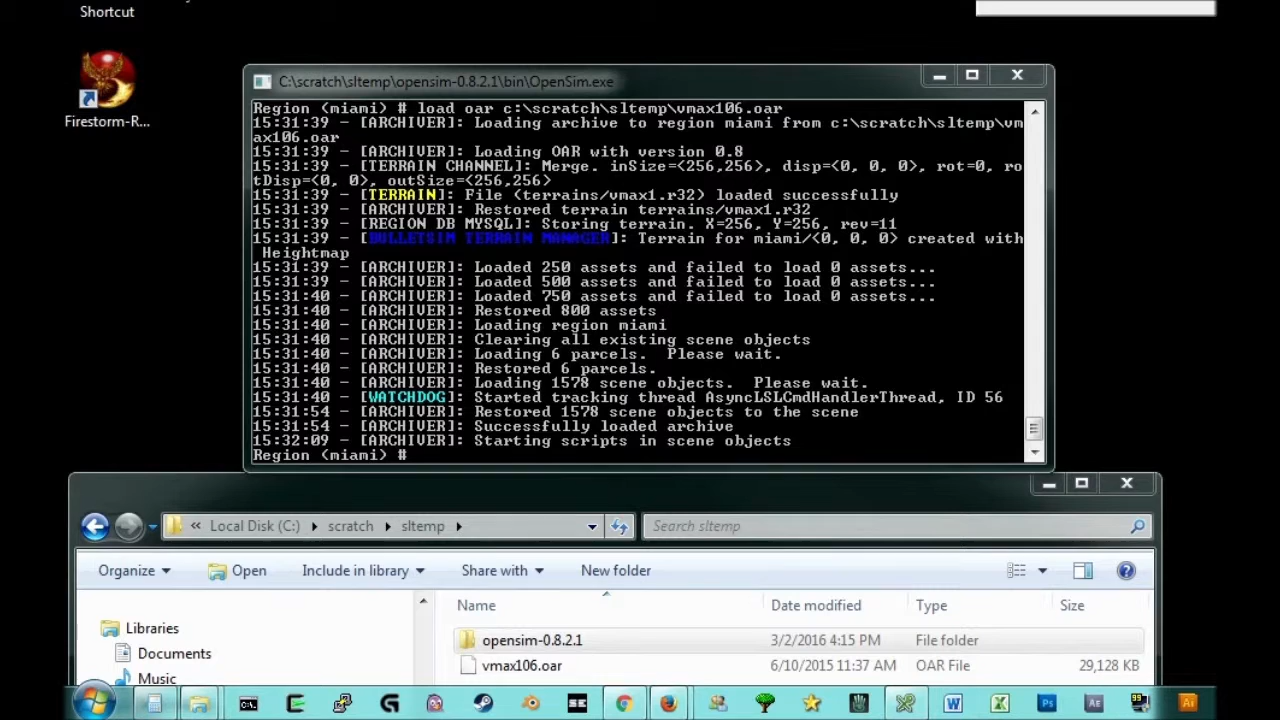 Shortcut
Firestorm-R...
C:\scratch\sltemp\opensim-0.8.2.1\bin\OpenSim.exe
Region (miami) # load oar c:\scratch\sltemp\vmax106.oar
15:31:39 - [ARCHIVER]: Loading archive to region miami from c:\scratch\sltemp\vm
ax106.oar
15:31:39 - [ARCHIVER]: Loading OAR with version 0.8
15:31:39 - [TERRAIN CHANNEL]: Merge. inSize=<256,256>, disp=<0, 0, 0>, rot=0, ro
tDisp=<0, 0>, outSize=<256,256>
15:31:39 - [TERRAIN]: File (terrains/vmax1.r32) loaded successfully
15:31:39 - [ARCHIVER]: Restored terrain terrains/vmax1.r32
15:31:39 - [REGION DB MYSQL]: Storing terrain. X=256, Y=256, rev=11
15:31:39 - [BULLETSIM TERRAIN MANAGER]: Terrain for miami/<0, 0, 0> created with
Heightmap
15:31:39 - [ARCHIVER]: Loaded 250 assets and failed to load 0 assets...
15:31:39 - [ARCHIVER]: Loaded 500 assets and failed to load 0 assets...
15:31:40 - [ARCHIVER]: Loaded 750 assets and failed to load 0 assets...
15:31:40 - [ARCHIVER]: Restored 800 assets
15:31:40 - [ARCHIVER]: Loading region miami
15:31:40 - [ARCHIVER]: Clearing all existing scene objects
15:31:40 - [ARCHIVER]: Loading 6 parcels.  Please wait.
15:31:40 - [ARCHIVER]: Restored 6 parcels.
15:31:40 - [ARCHIVER]: Loading 1578 scene objects.  Please wait.
15:31:40 - [WATCHDOG]: Started tracking thread AsyncLSLCmdHandlerThread, ID 56
15:31:54 - [ARCHIVER]: Restored 1578 scene objects to the scene
15:31:54 - [ARCHIVER]: Successfully loaded archive
15:32:09 - [ARCHIVER]: Starting scripts in scene objects
Region (miami) #
« Local Disk (C:) scratch sltemp Search sltemp
Organize Open Include in library Share with New folder
Name Date modified Type Size
Libraries
opensim-0.8.2.1 3/2/2016 4:15 PM File folder
Documents
vmax106.oar 6/10/2015 11:37 AM OAR File 29,128 KB
Music